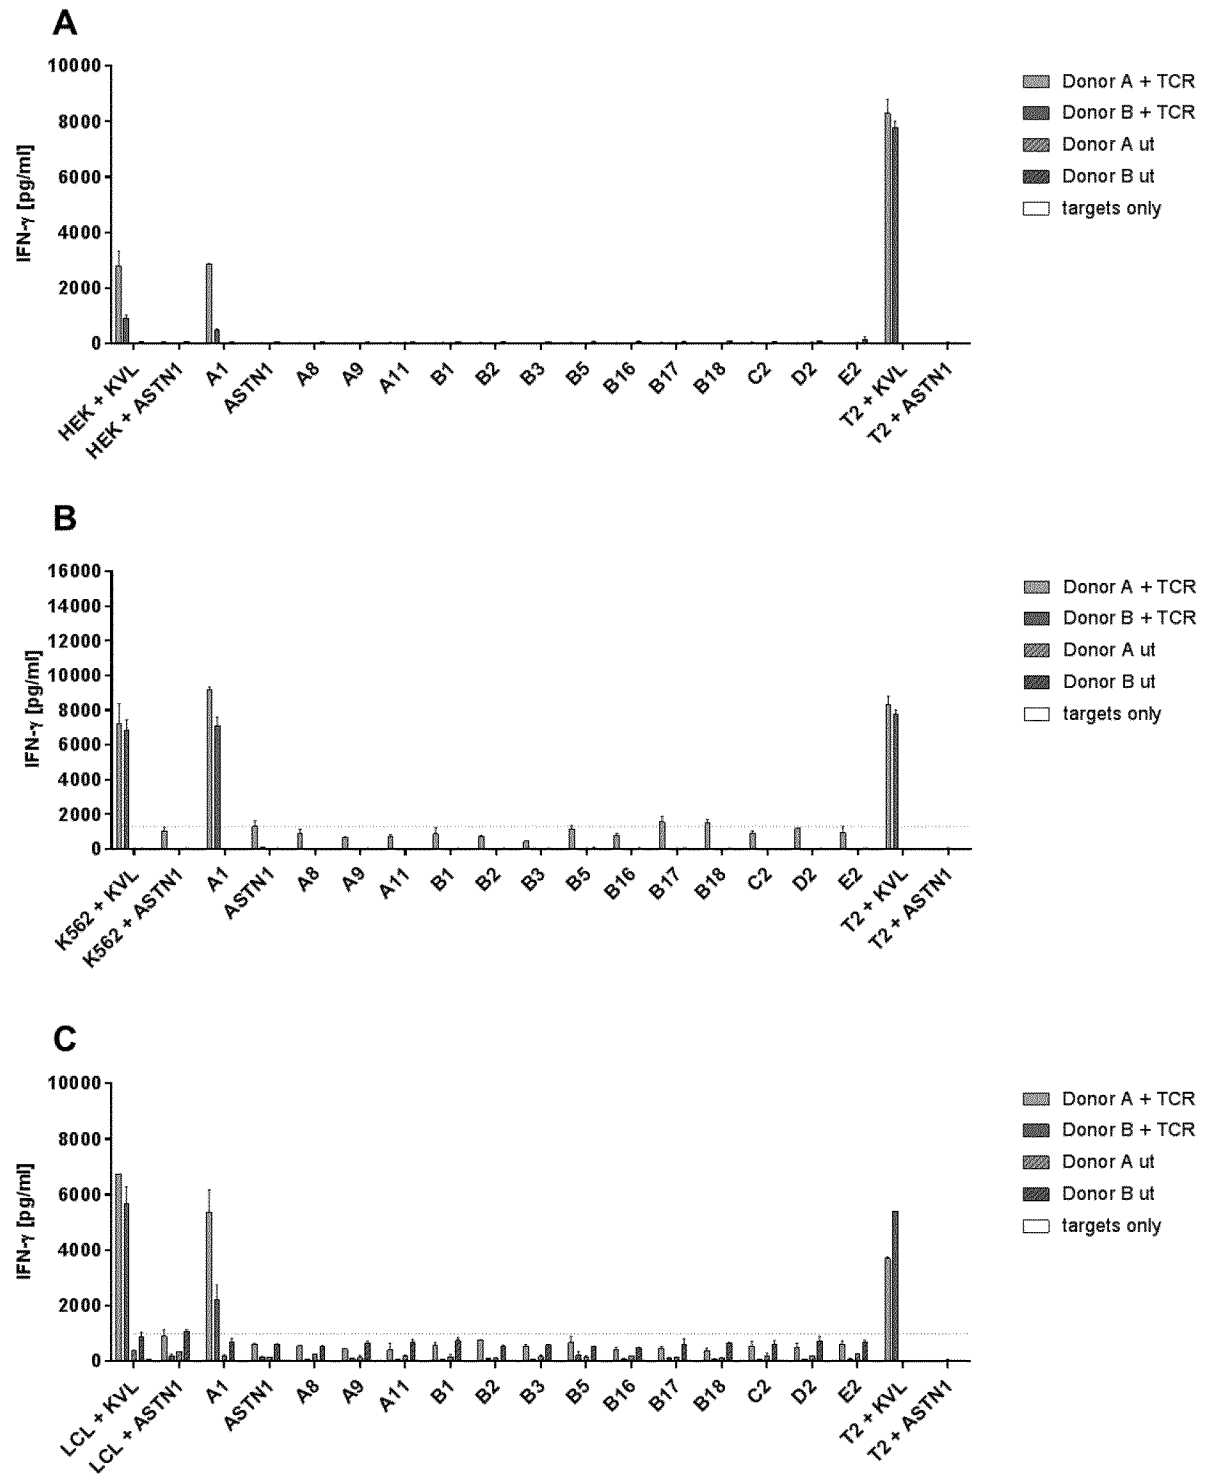 A
10000
8000
6000
4000
2000
0
IFN-γ [pg/ml]
HEK + KVL
HEK + ASTN1
A1
ASTN1
A8
A9
A11
B1
B2
B3
B5
B16
B17
B18
C2
D2
E2
T2 + KVL
T2 + ASTN1
Donor A + TCR
Donor B + TCR
Donor A ut
Donor B ut
targets only
B
16000
14000
12000
10000
8000
6000
4000
2000
0
IFN-γ [pg/ml]
K562 + KVL
K562 + ASTN1
A1
ASTN1
A8
A9
A11
B1
B2
B3
B5
B16
B17
B18
C2
D2
E2
T2 + KVL
T2 + ASTN1
Donor A + TCR
Donor B + TCR
Donor A ut
Donor B ut
targets only
C
10000
8000
6000
4000
2000
0
IFN-γ [pg/ml]
LCL + KVL
LCL + ASTN1
A1
ASTN1
A8
A9
A11
B1
B2
B3
B5
B16
B17
B18
C2
D2
E2
T2 + KVL
T2 + ASTN1
Donor A + TCR
Donor B + TCR
Donor A ut
Donor B ut
targets only